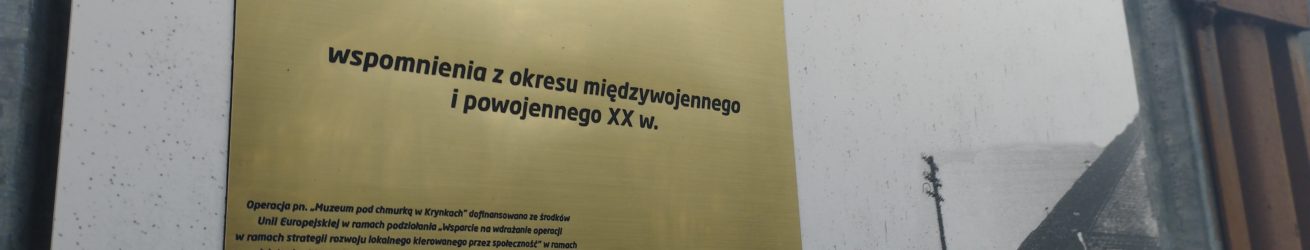 wspomnienia z okresu międzywojennego
i powojennego XX w.
Operacja pn. „Muzeum pod chmurką w Krynkach” dofinansowano ze środków
Unii Europejskiej w ramach podziałania „Wsparcie na wdrażanie operacji
w ramach strategii rozwoju lokalnego kierowanego przez społeczność” w ramach